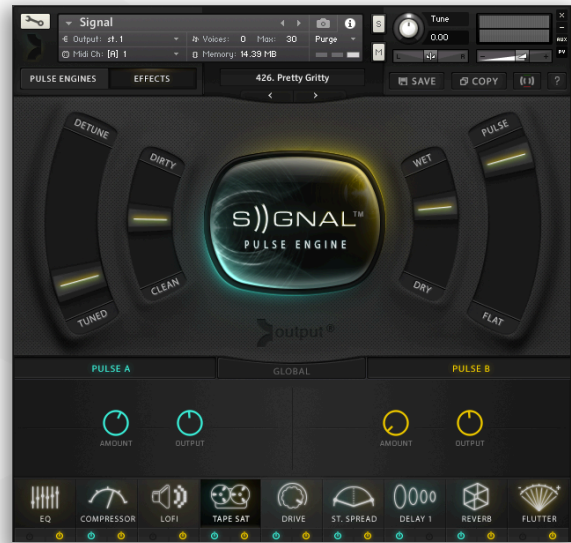 Signal
Output: st. 1
Voices: 0 Max: 30 Purge
Midi Ch: [A] 1
Memory: 14.39 MB
S
M
Tune
0.00
L R
AUX
PV
PULSE ENGINES
EFFECTS
426. Pretty Gritty
SAVE
COPY
?
DETUNE
TUNED
DIRTY
CLEAN
S))GNAL™
PULSE ENGINE
WET
DRY
PULSE
FLAT
output®
PULSE A
GLOBAL
PULSE B
AMOUNT
OUTPUT
AMOUNT
OUTPUT
EQ
COMPRESSOR
LOFI
TAPE SAT
DRIVE
ST. SPREAD
DELAY 1
REVERB
FLUTTER